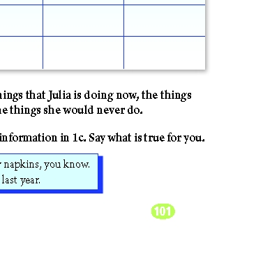 ings that Julia is doing now, the things
e things she would never do.
information in 1c. Say what is true for you.
r napkins, you know.
last year.
101